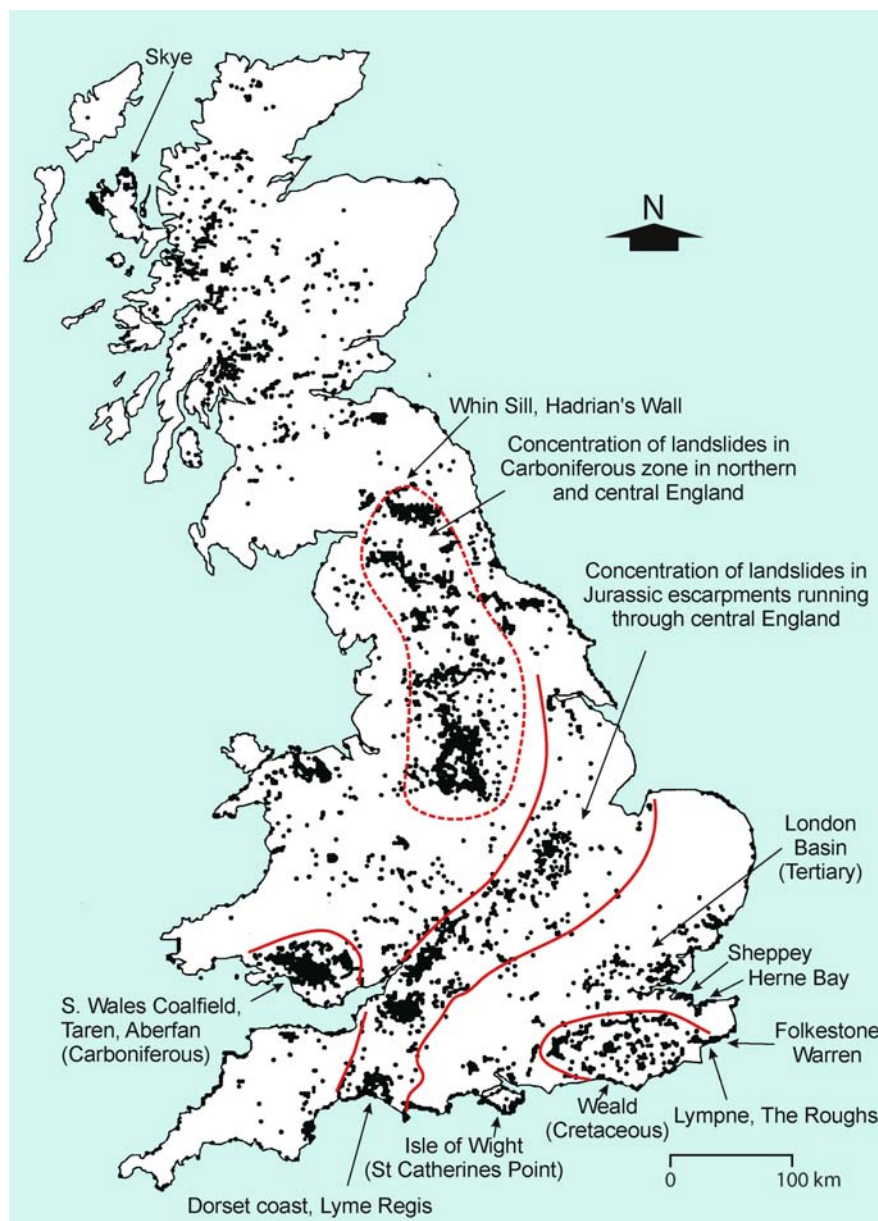 Skye
N
Whin Sill, Hadrian's Wall
Concentration of landslides in
Carboniferous zone in northern
and central England
Concentration of landslides in
Jurassic escarpments running
through central England
London
Basin
(Tertiary)
Sheppey
Herne Bay
S. Wales Coalfield,
Taren, Aberfan
(Carboniferous)
Folkestone
Warren
Weald
(Cretaceous)
Lympne, The Roughs
Isle of Wight
(St Catherines Point)
0 100 km
Dorset coast, Lyme Regis